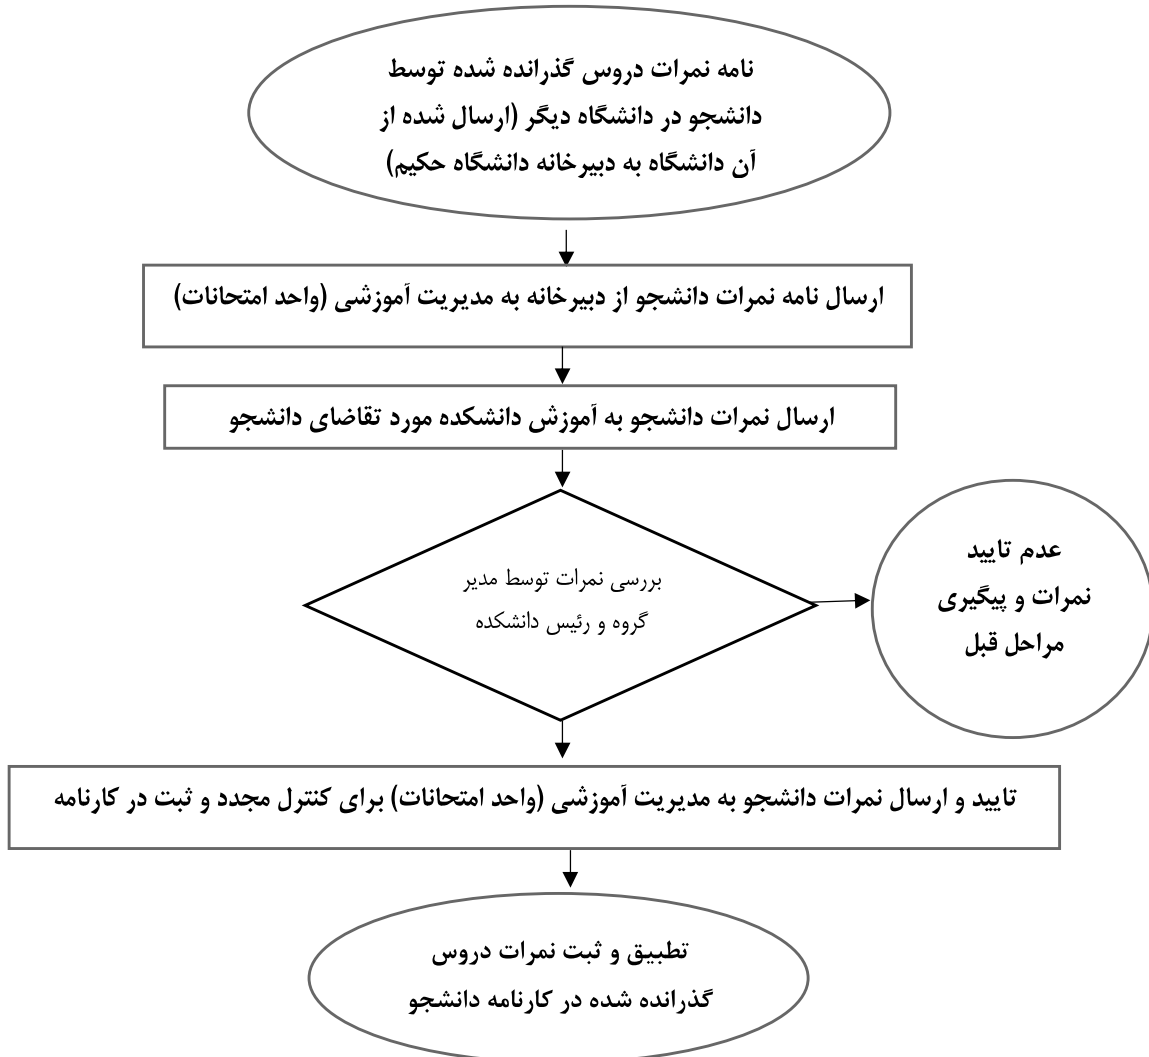 نامه نمرات دروس گذرانده شده توسط
دانشجو در دانشگاه دیگر (ارسال شده از
آن دانشگاه به دبیرخانه دانشگاه حکیم)
ارسال نامه نمرات دانشجو از دبیرخانه به مدیریت آموزشی (واحد امتحانات)
ارسال نمرات دانشجو به آموزش دانشکده مورد تقاضای دانشجو
بررسی نمرات توسط مدیر
گروه و رئیس دانشکده
عدم تایید
نمرات و پیگیری
مراحل قبل
تایید و ارسال نمرات دانشجو به مدیریت آموزشی (واحد امتحانات) برای کنترل مجدد و ثبت در کارنامه
تطبیق و ثبت نمرات دروس
گذرانده شده در کارنامه دانشجو